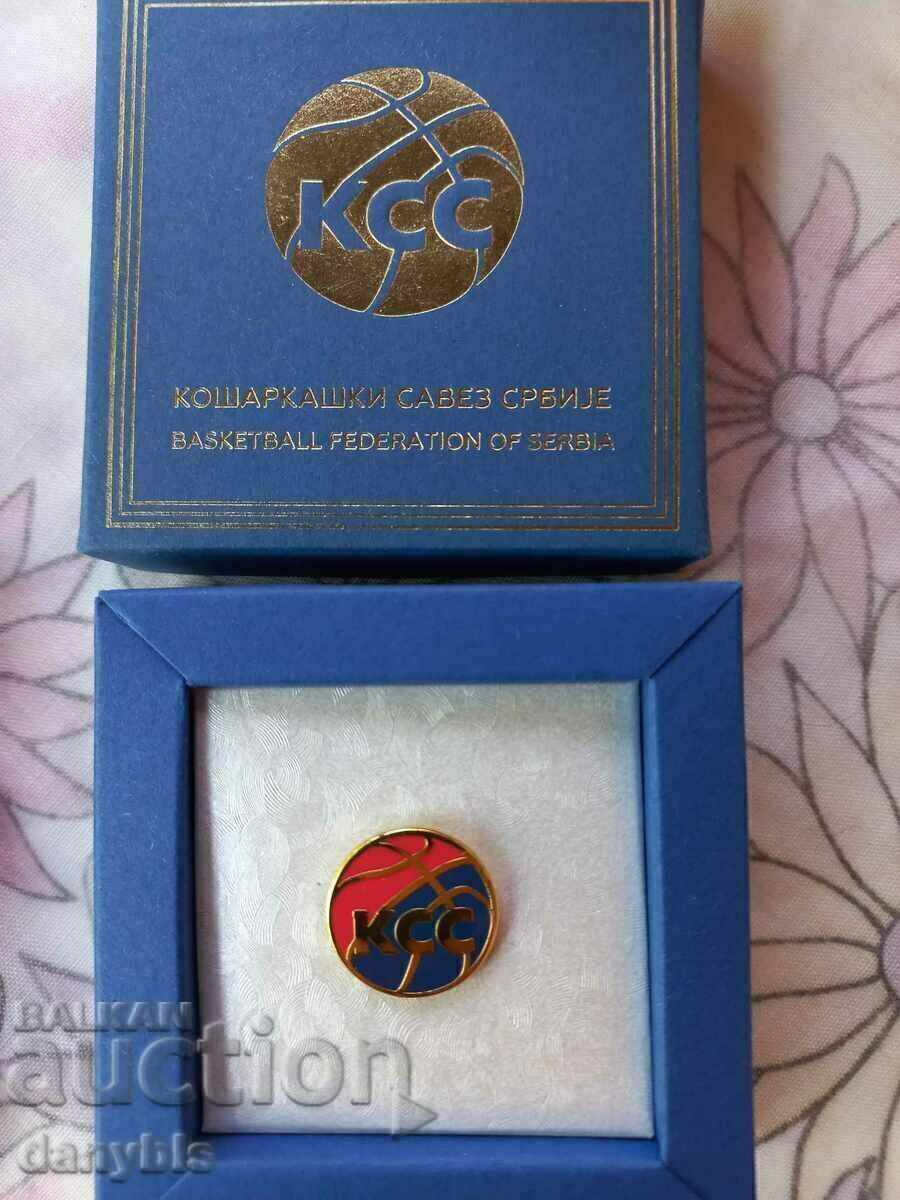 КСС
КОШАРКАШКИ САВЕЗ СРБИЈЕ
BASKETBALL FEDERATION OF SERBIA
КСС
BALKAN
auction
danybls